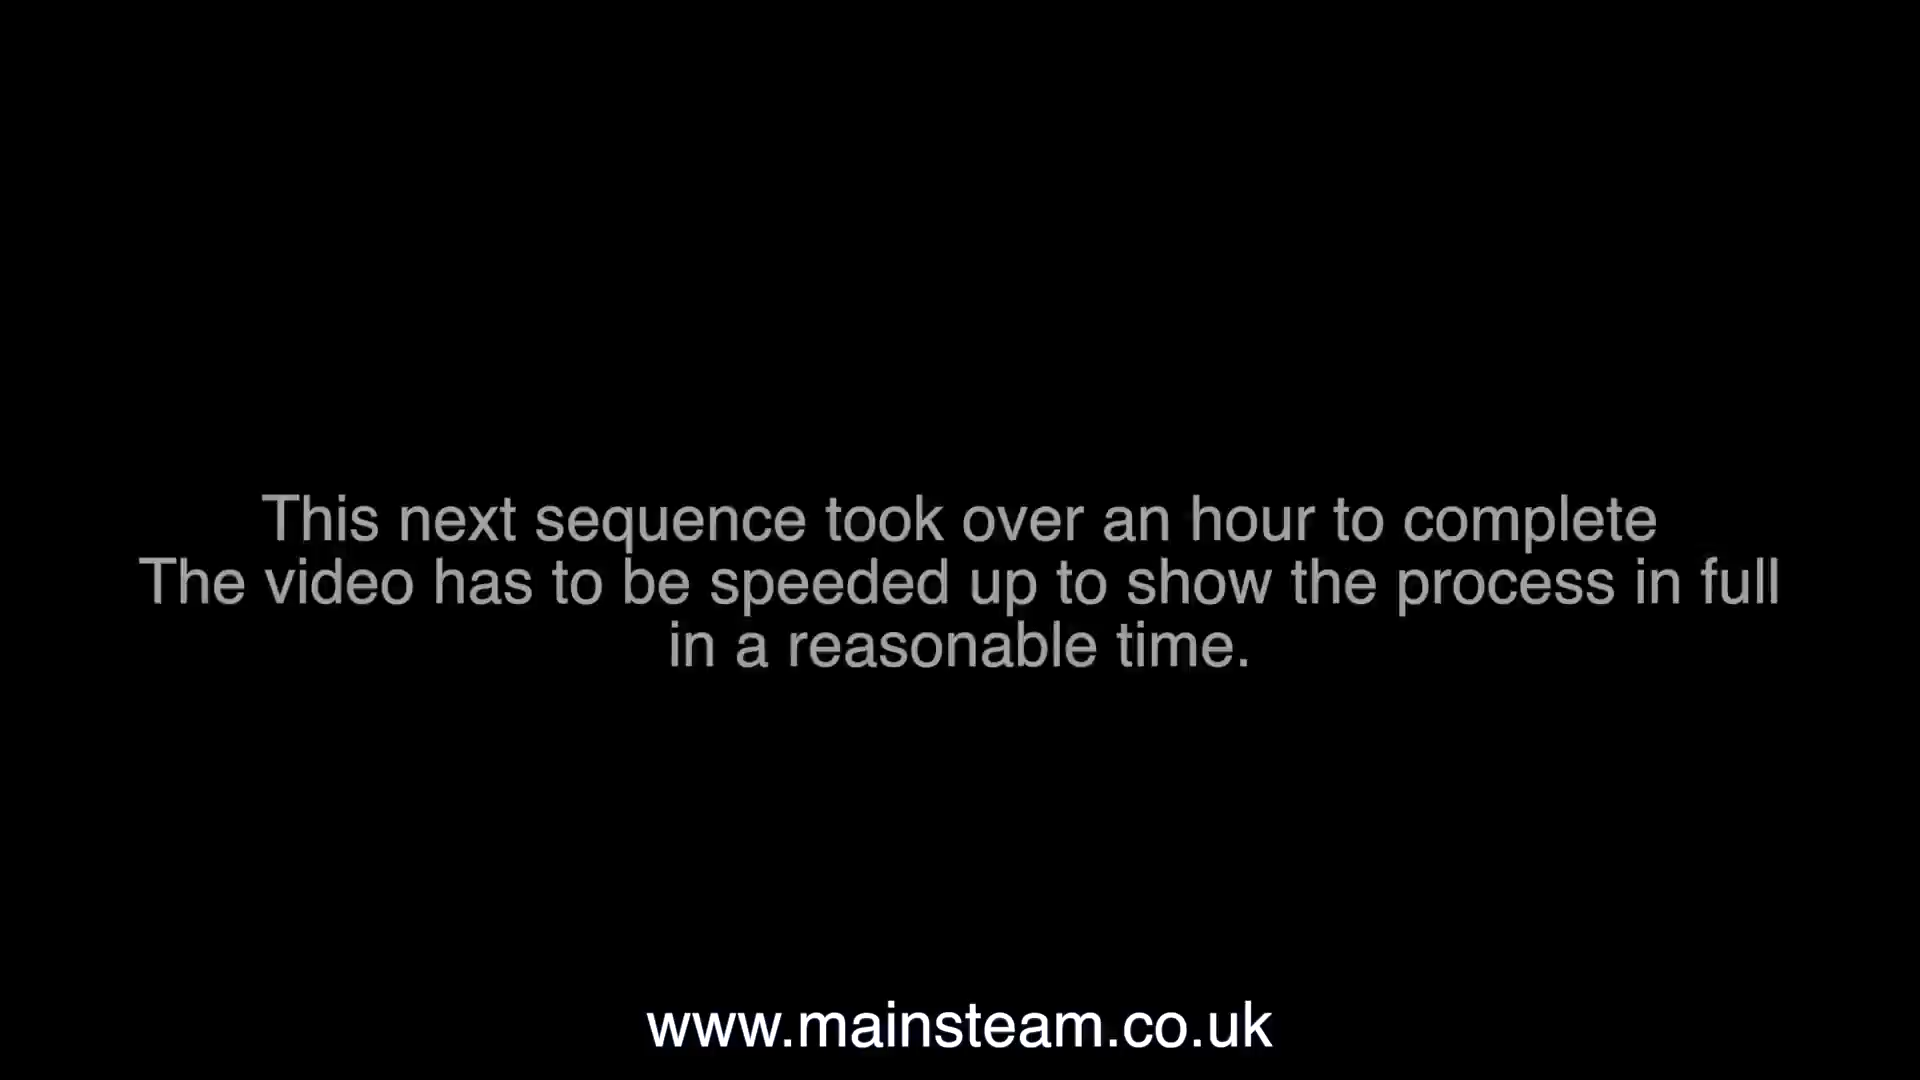 This next sequence took over an hour to complete
The video has to be speeded up to show the process in full
in a reasonable time.
www.mainsteam.co.uk